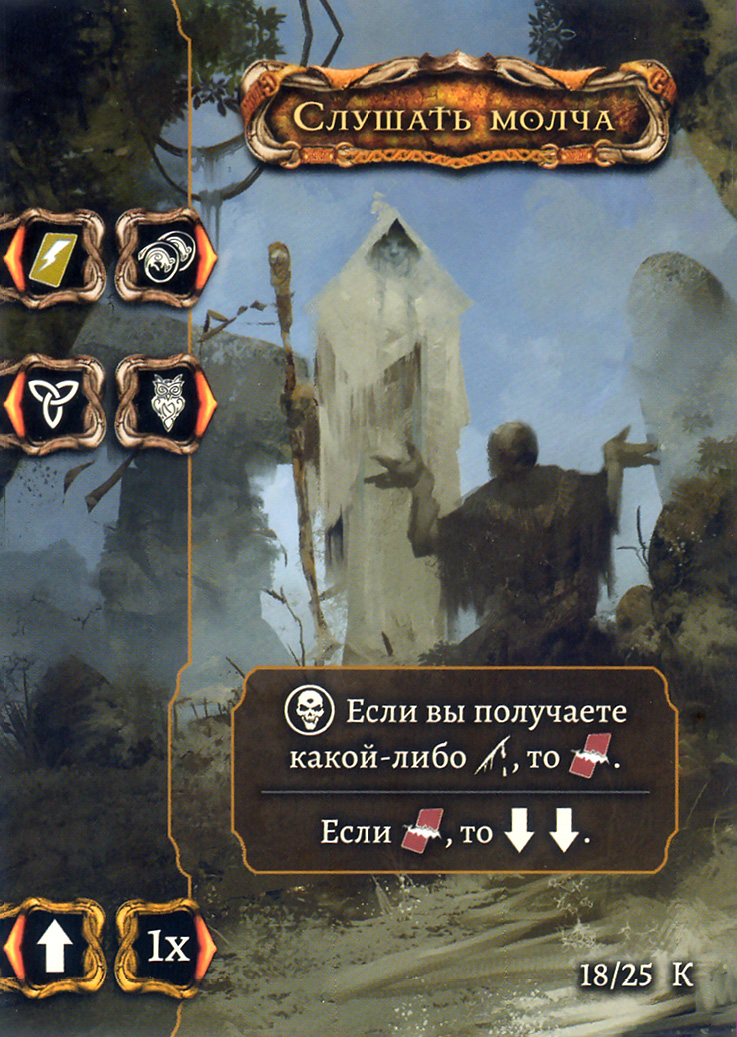 Слушать молча
Если вы получаете
какой-либо , то .
Если , то .
1x
18/25 К